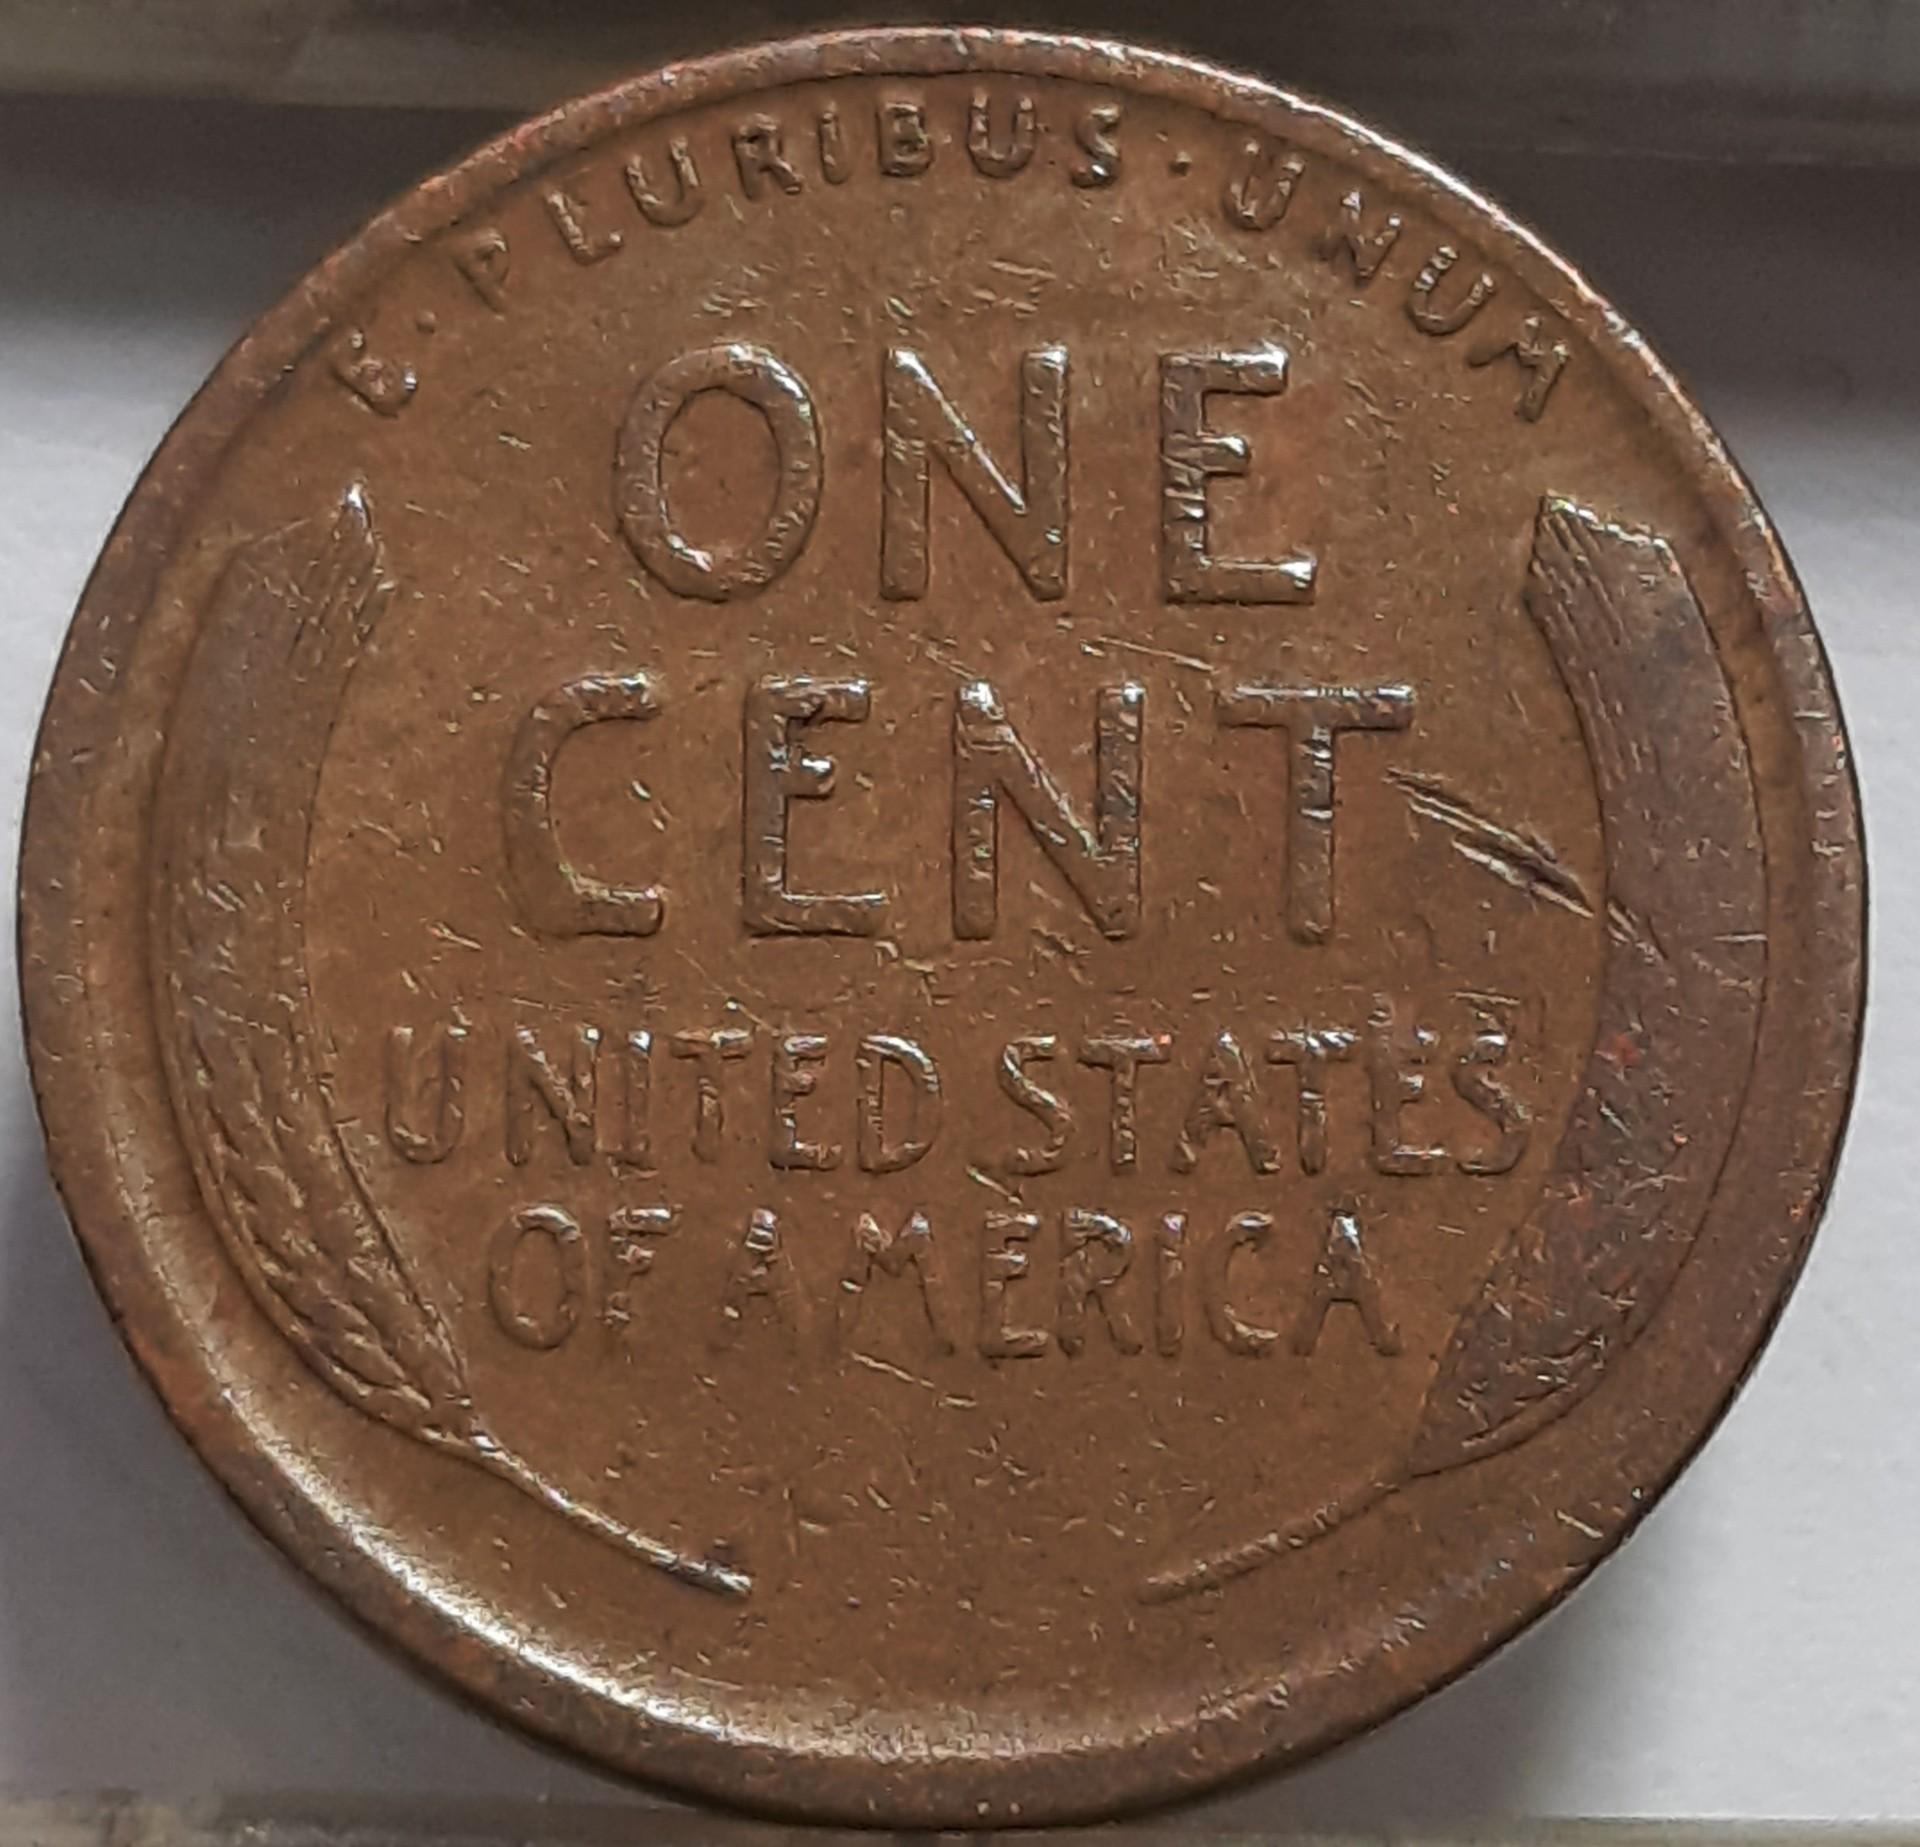 E·PLURIBUS·UNUM
ONE
CENT
UNITED STATES
OF AMERICA